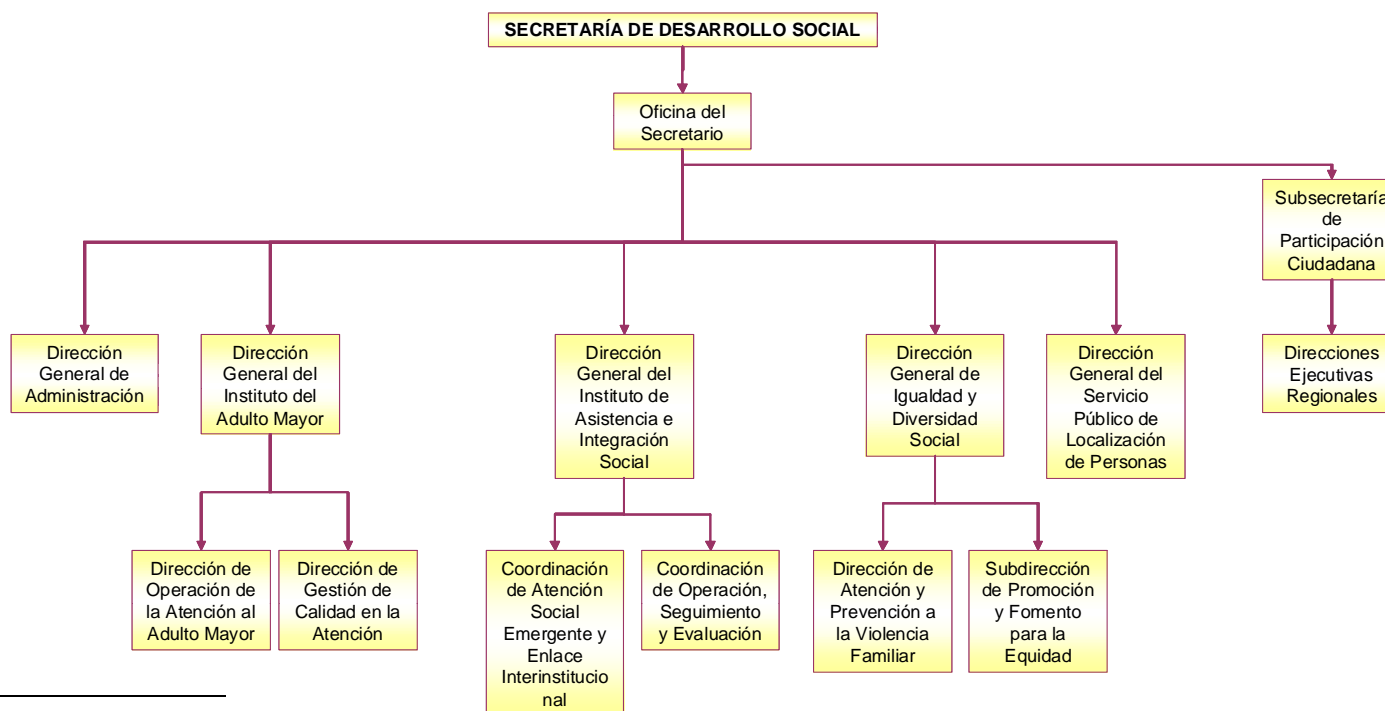 SECRETARÍA DE DESARROLLO SOCIAL
Oficina del
Secretario
Subsecretaría
de
Participación
Ciudadana
Dirección
General de
Administración
Dirección
General del
Instituto del
Adulto Mayor
Dirección
General del
Instituto de
Asistencia e
Integración
Social
Dirección
General de
Igualdad y
Diversidad
Social
Dirección
General del
Servicio
Público de
Localización
de Personas
Direcciones
Ejecutivas
Regionales
Dirección de
Operación de
la Atención al
Adulto Mayor
Dirección de
Gestión de
Calidad en la
Atención
Coordinación
de Atención
Social
Emergente y
Enlace
Interinstitucio
nal
Coordinación
de Operación,
Seguimiento
y Evaluación
Dirección de
Atención y
Prevención a
la Violencia
Familiar
Subdirección
de Promoción
y Fomento
para la
Equidad